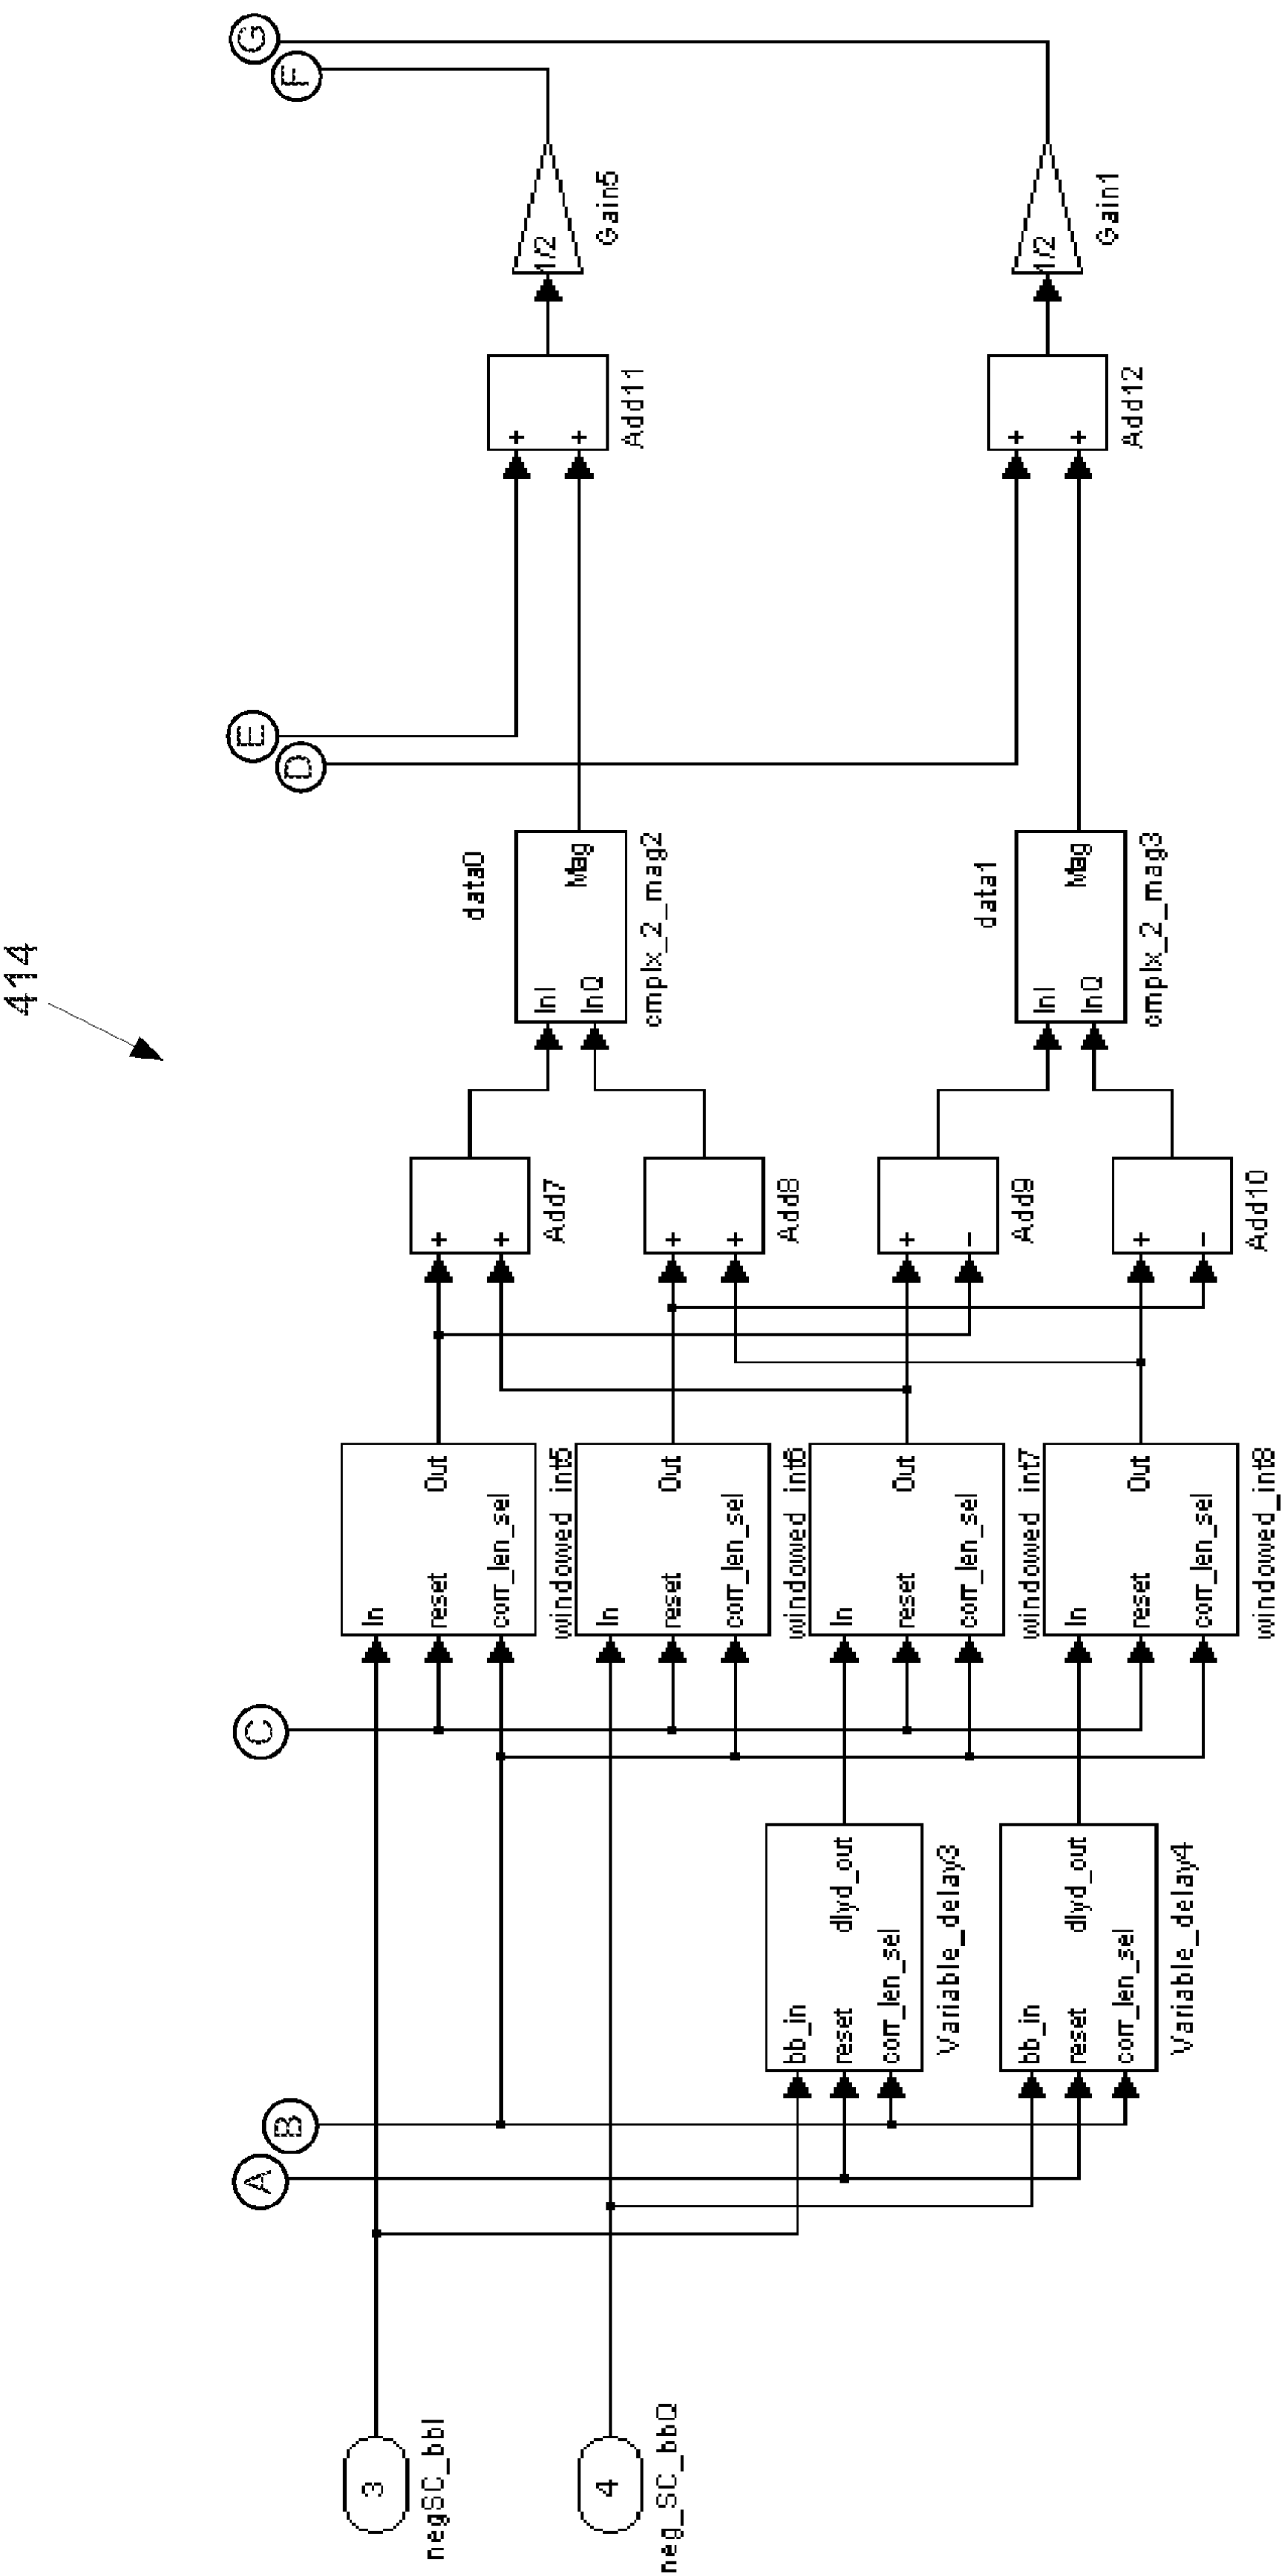 414
3
negSC_bbI
4
neg_SC_bbQ
A
B
C
E
D
G
F
bb_in
reset
corr_len_sel
dlyd_out
Variable_delay3
bb_in
reset
corr_len_sel
dlyd_out
Variable_delay4
In
reset
corr_len_sel
Out
windowed_int5
In
reset
corr_len_sel
Out
windowed_int6
In
reset
corr_len_sel
Out
windowed_int7
In
reset
corr_len_sel
Out
windowed_int8
+
+
Add7
+
+
Add8
+
-
Add9
+
-
Add10
data0
InI
InQ
Mag
cmplx_2_mag2
data1
InI
InQ
Mag
cmplx_2_mag3
+
+
Add11
+
+
Add12
1/2
Gain5
1/2
Gain1